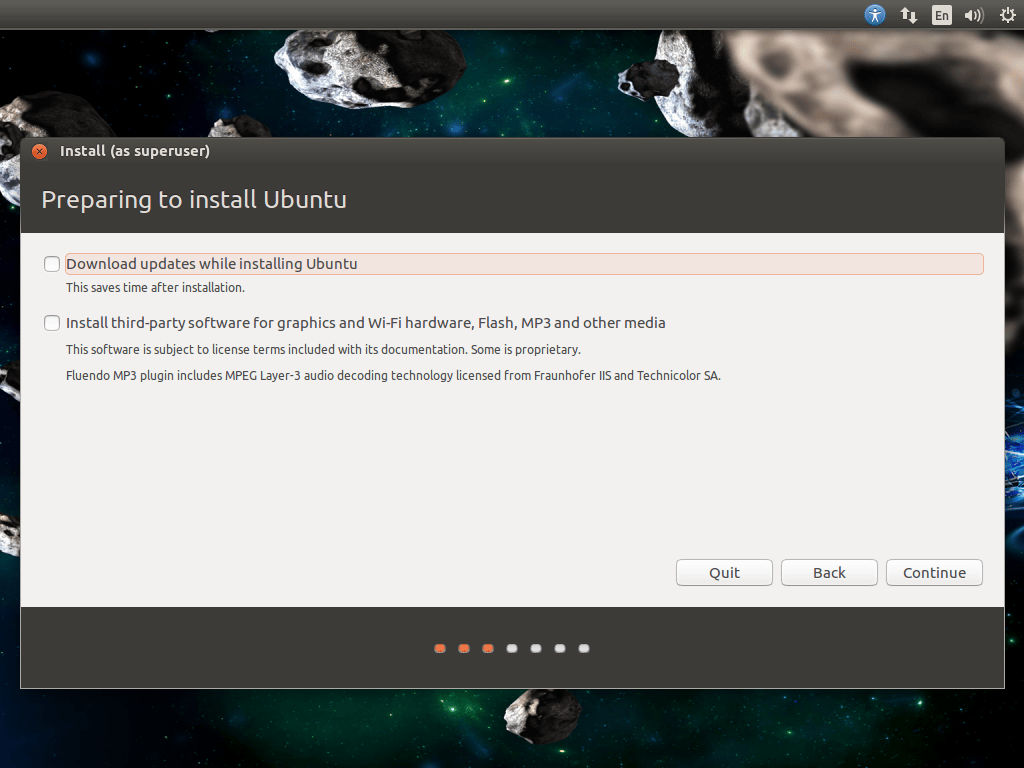 En
Install (as superuser)
Preparing to install Ubuntu
Download updates while installing Ubuntu
This saves time after installation.
Install third-party software for graphics and Wi-Fi hardware, Flash, MP3 and other media
This software is subject to license terms included with its documentation. Some is proprietary.
Fluendo MP3 plugin includes MPEG Layer-3 audio decoding technology licensed from Fraunhofer IIS and Technicolor SA.
Quit Back Continue